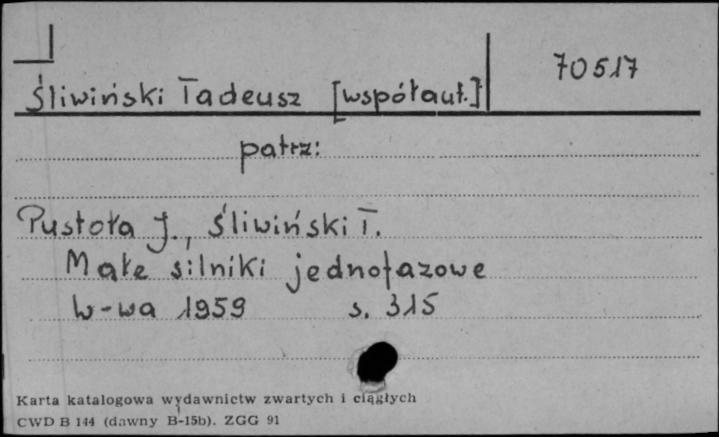 70517
Śliwiński Tadeusz [współaut.]
patrz:
Pustoła J., Śliwiński T.
Małe silniki jednofazowe
W-wa 1959 s. 315
Karta katalogowa wydawnictw zwartych i ciągłych
CWD B 144 (dawny B-15b). ZGG 91